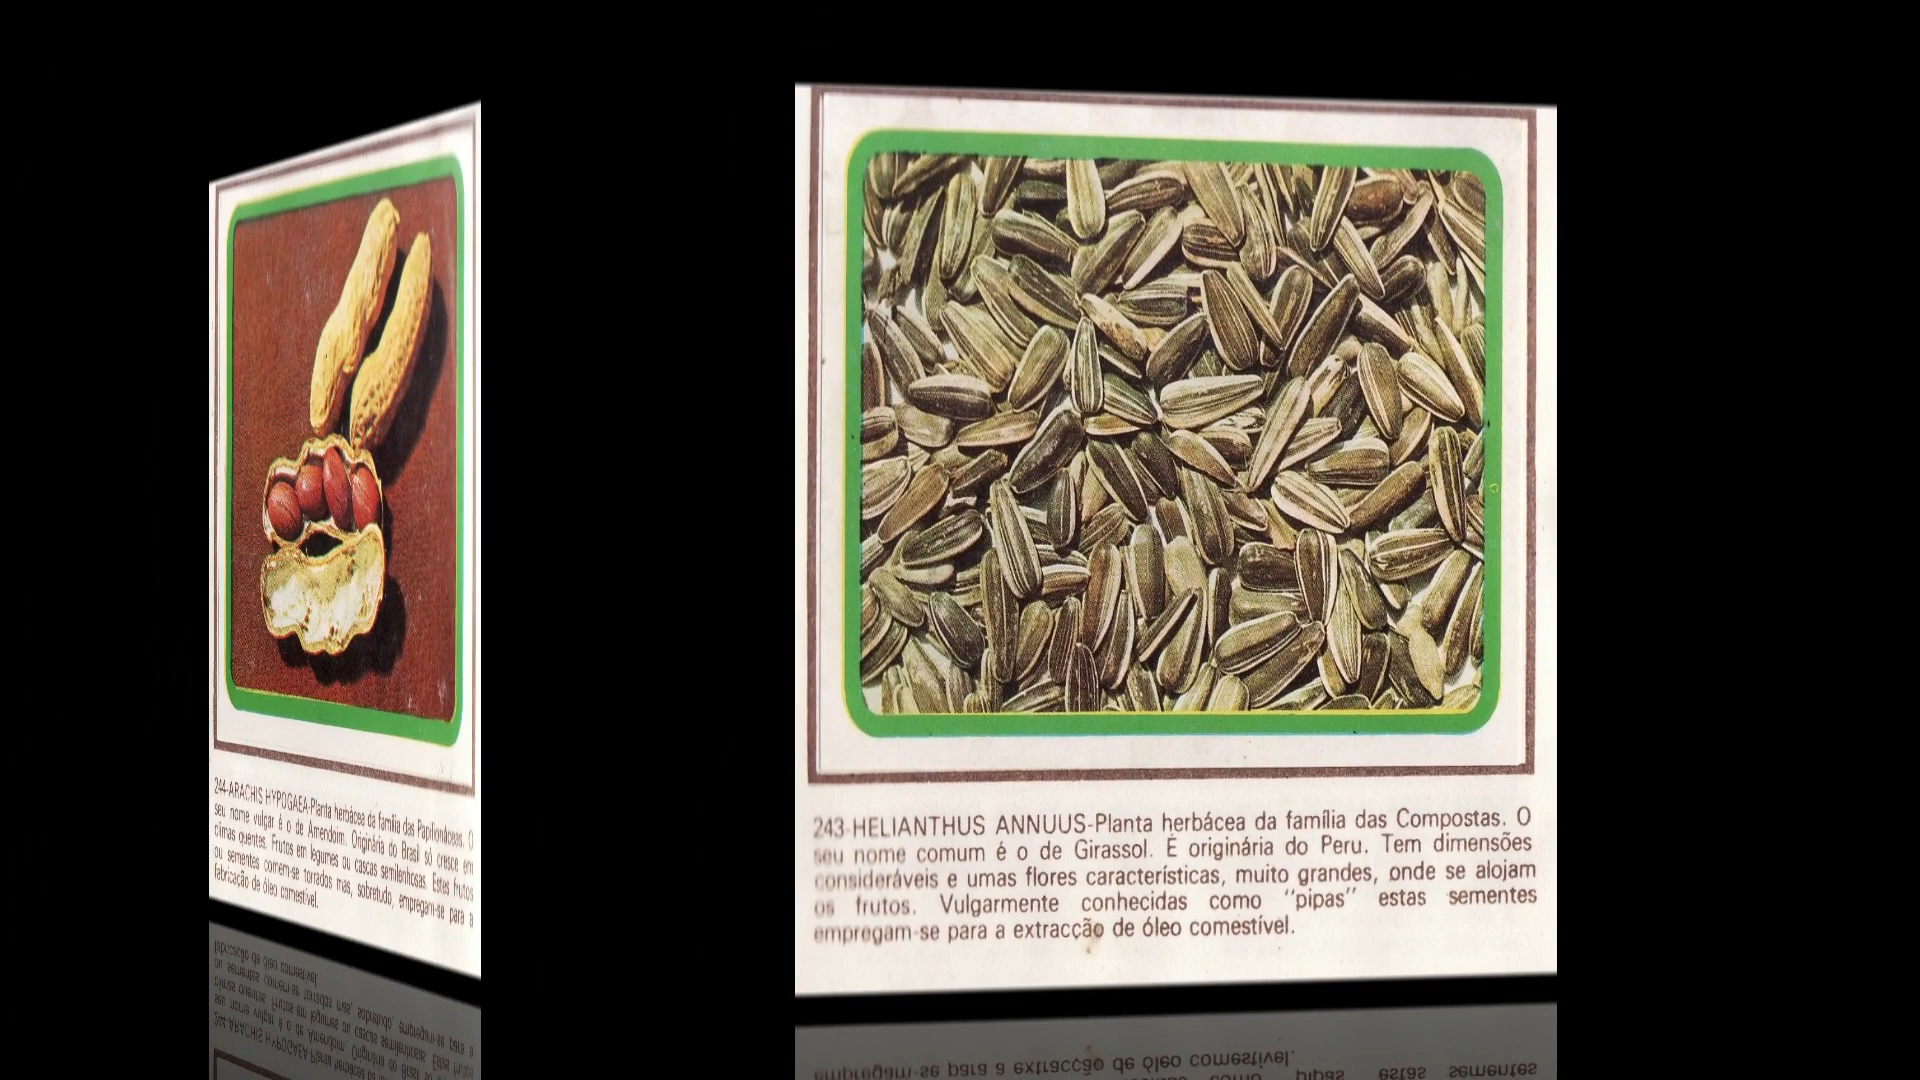 244-ARACHIS HYPOGAEA-Planta herbácea da família das Papilionáceas. O
seu nome vulgar é o de Amendoim. Originária do Brasil só cresce em
climas quentes. Frutos em legumes ou cascas semilenhosas. Estes frutos
ou sementes comem-se torrados mas, sobretudo, empregam-se para a
fabricação de óleo comestível.
243-HELIANTHUS ANNUUS-Planta herbácea da família das Compostas. O
seu nome comum é o de Girassol. É originária do Peru. Tem dimensões
consideráveis e umas flores características, muito grandes, onde se alojam
os frutos. Vulgarmente conhecidas como "pipas" estas sementes
empregam-se para a extracção de óleo comestível.